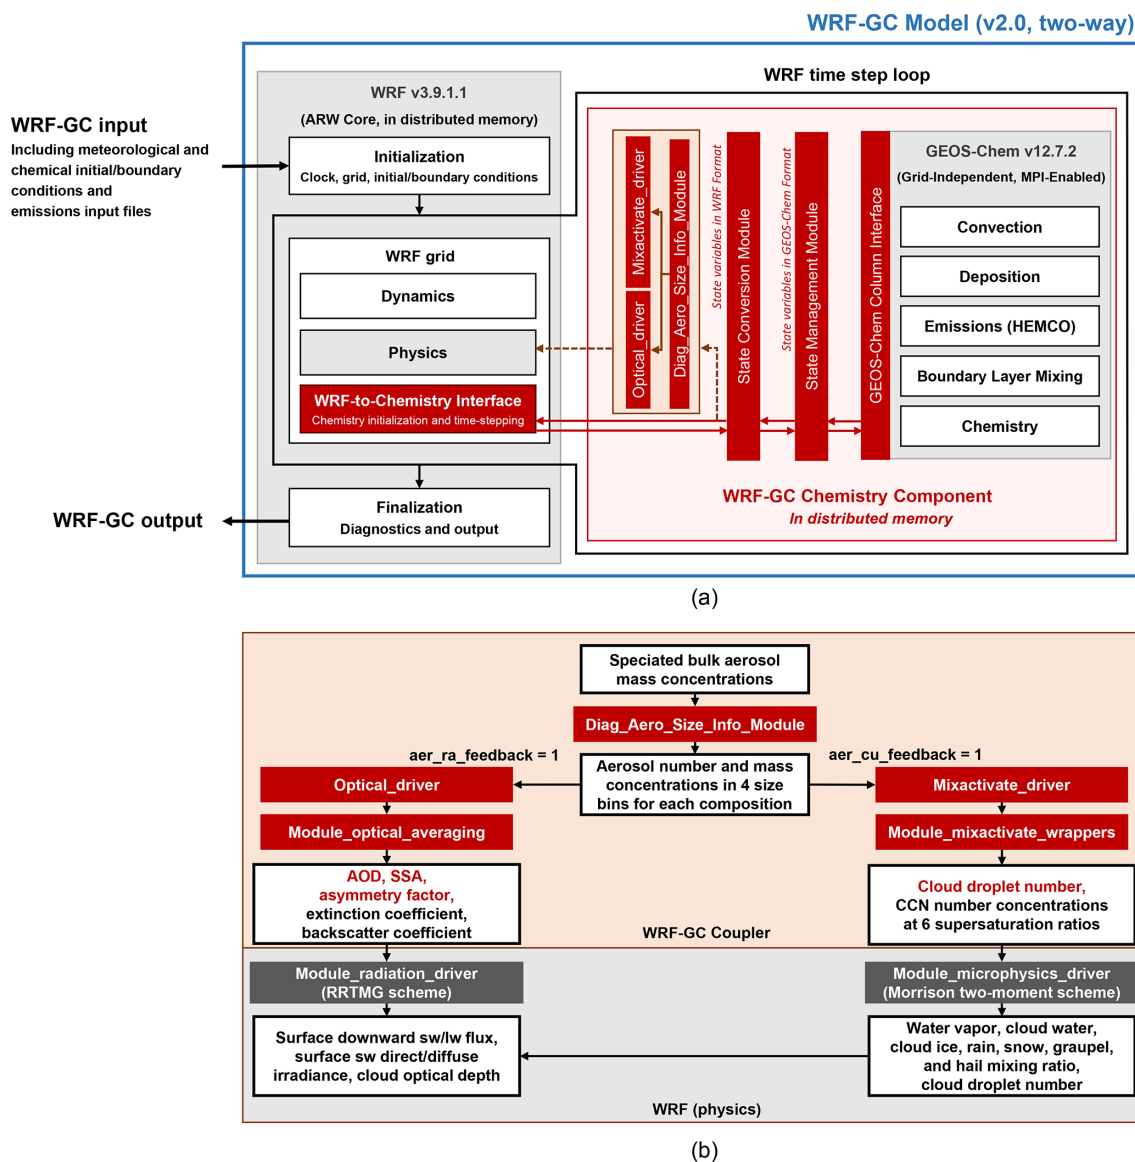 WRF-GC Model (v2.0, two-way)
WRF-GC input
Including meteorological and
chemical initial/boundary
conditions and
emissions input files
WRF v3.9.1.1
(ARW Core, in distributed memory)
Initialization
Clock, grid, initial/boundary conditions
WRF grid
Dynamics
Physics
WRF-to-Chemistry Interface
Chemistry initialization and time-stepping
Finalization
Diagnostics and output
WRF-GC output
WRF time step loop
Mixactivate_driver
Optical_driver
Diag_Aero_Size_Info_Module
State variables in WRF Format
State Conversion Module
State variables in GEOS-Chem Format
State Management Module
GEOS-Chem Column Interface
GEOS-Chem v12.7.2
(Grid-Independent, MPI-Enabled)
Convection
Deposition
Emissions (HEMCO)
Boundary Layer Mixing
Chemistry
WRF-GC Chemistry Component
In distributed memory
(a)
Speciated bulk aerosol
mass concentrations
Diag_Aero_Size_Info_Module
aer_ra_feedback = 1
aer_cu_feedback = 1
Aerosol number and mass
concentrations in 4 size
bins for each composition
Optical_driver
Module_optical_averaging
AOD, SSA,
asymmetry factor,
extinction coefficient,
backscatter coefficient
Mixactivate_driver
Module_mixactivate_wrappers
Cloud droplet number,
CCN number concentrations
at 6 supersaturation ratios
WRF-GC Coupler
Module_radiation_driver
(RRTMG scheme)
Surface downward sw/lw flux,
surface sw direct/diffuse
irradiance, cloud optical depth
Module_microphysics_driver
(Morrison two-moment scheme)
Water vapor, cloud water,
cloud ice, rain, snow, graupel,
and hail mixing ratio,
cloud droplet number
WRF (physics)
(b)